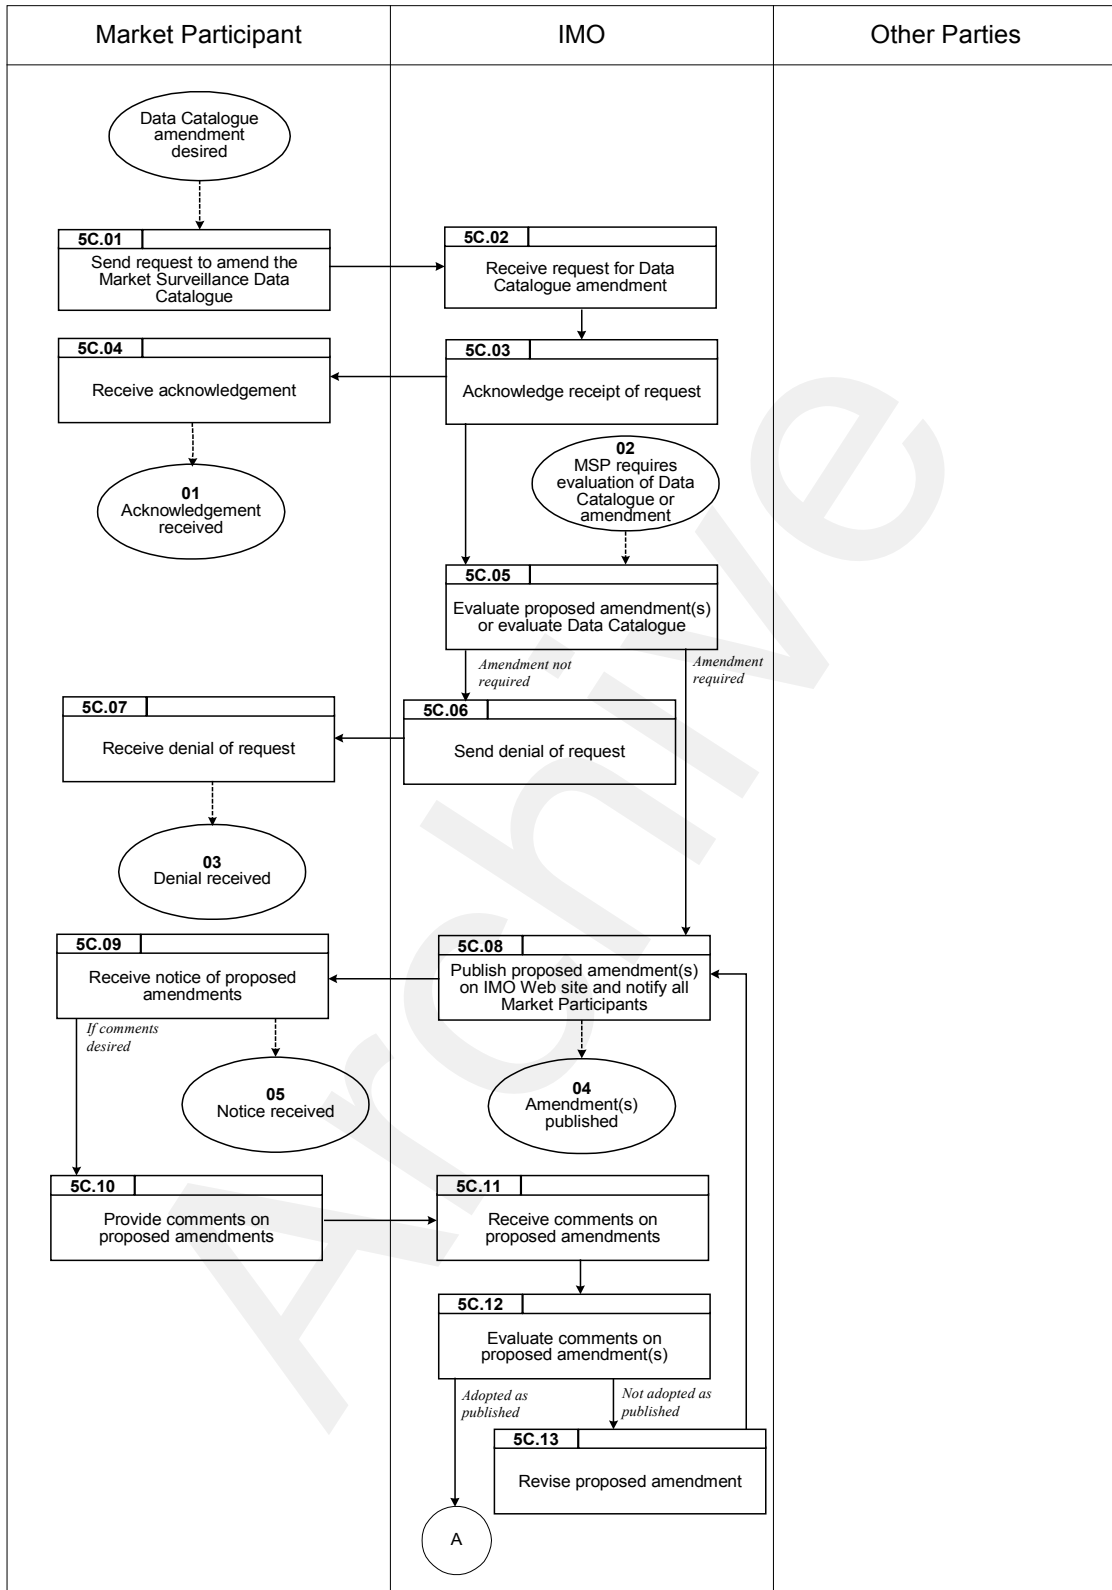 Market Participant
IMO
Other Parties
Data Catalogue
amendment
desired
5C.01
Send request to amend the
Market Surveillance Data
Catalogue
5C.02
Receive request for Data
Catalogue amendment
5C.04
Receive acknowledgement
5C.03
Acknowledge receipt of request
01
Acknowledgement
received
02
MSP requires
evaluation of Data
Catalogue or
amendment
5C.05
Evaluate proposed amendment(s)
or evaluate Data Catalogue
Amendment not
required
Amendment
required
5C.07
Receive denial of request
5C.06
Send denial of request
03
Denial received
5C.09
Receive notice of proposed
amendments
5C.08
Publish proposed amendment(s)
on IMO Web site and notify all
Market Participants
If comments
desired
05
Notice received
04
Amendment(s)
published
5C.10
Provide comments on
proposed amendments
5C.11
Receive comments on
proposed amendments
5C.12
Evaluate comments on
proposed amendment(s)
Adopted as
published
Not adopted as
published
5C.13
Revise proposed amendment
A
Archive